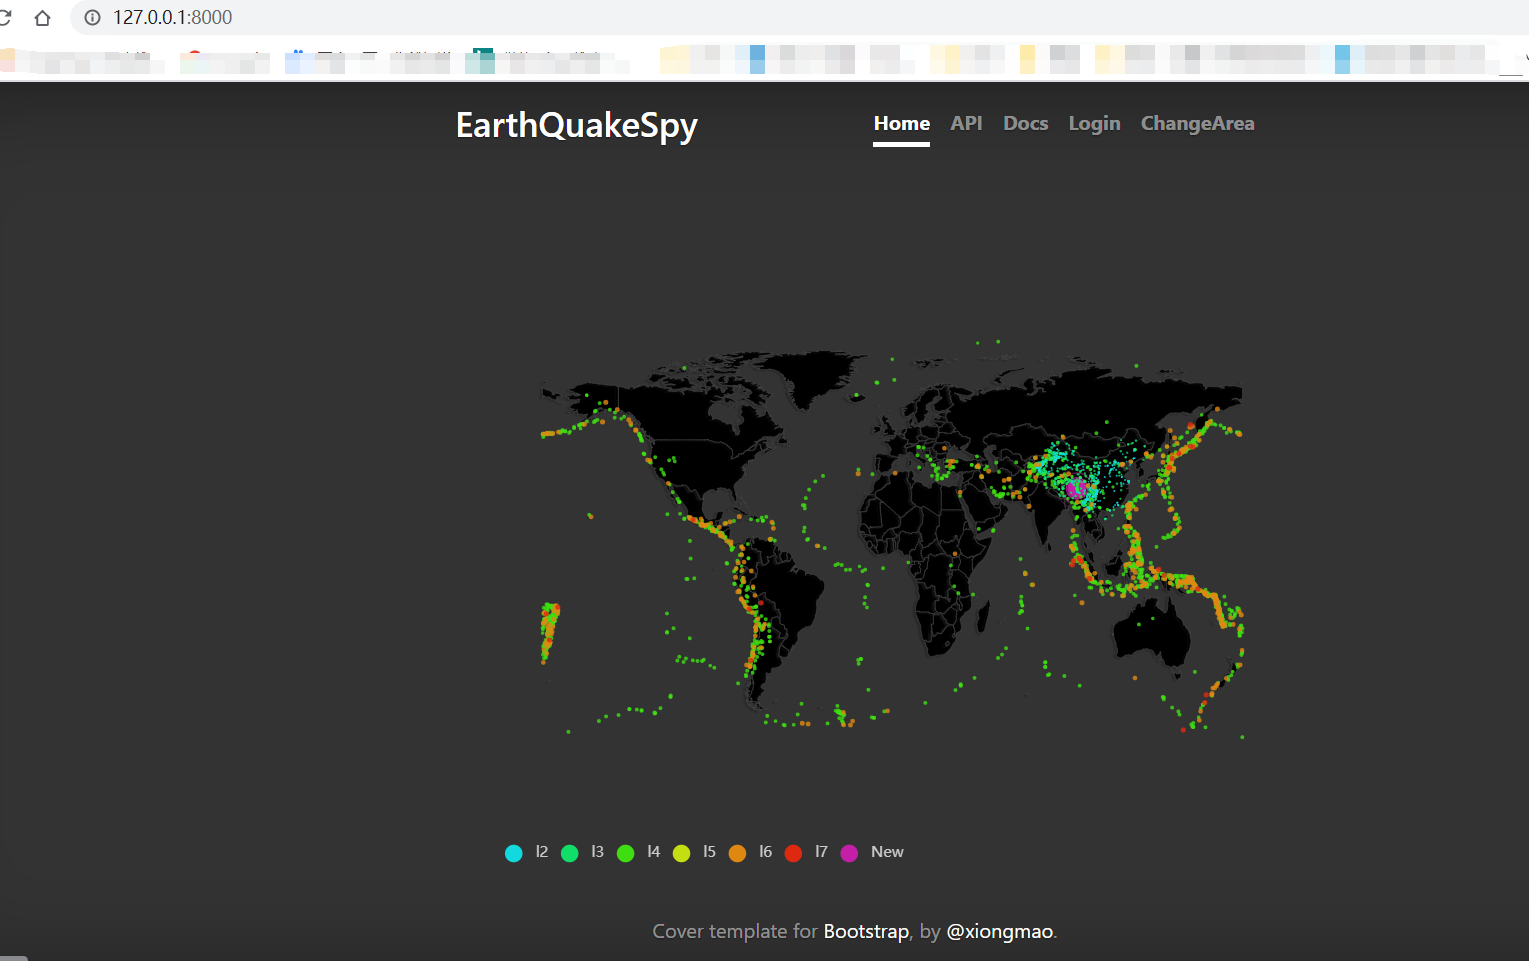 127.0.0.1:8000
EarthQuakeSpy
Home API Docs Login ChangeArea
l2 l3 l4 l5 l6 l7 New
Cover template for Bootstrap, by @xiongmao.